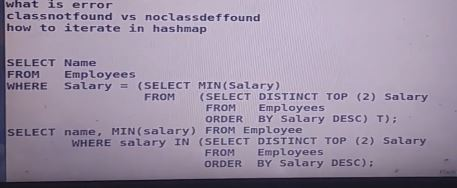 what is error
classnotfound vs noclassdeffound
how to iterate in hashmap
SELECT Name
FROM Employees
WHERE Salary = (SELECT MIN(Salary)
FROM (SELECT DISTINCT TOP (2) Salary
FROM Employees
ORDER BY Salary DESC) T);
SELECT name, MIN(salary) FROM Employee
WHERE salary IN (SELECT DISTINCT TOP (2) Salary
FROM Employees
ORDER BY Salary DESC);